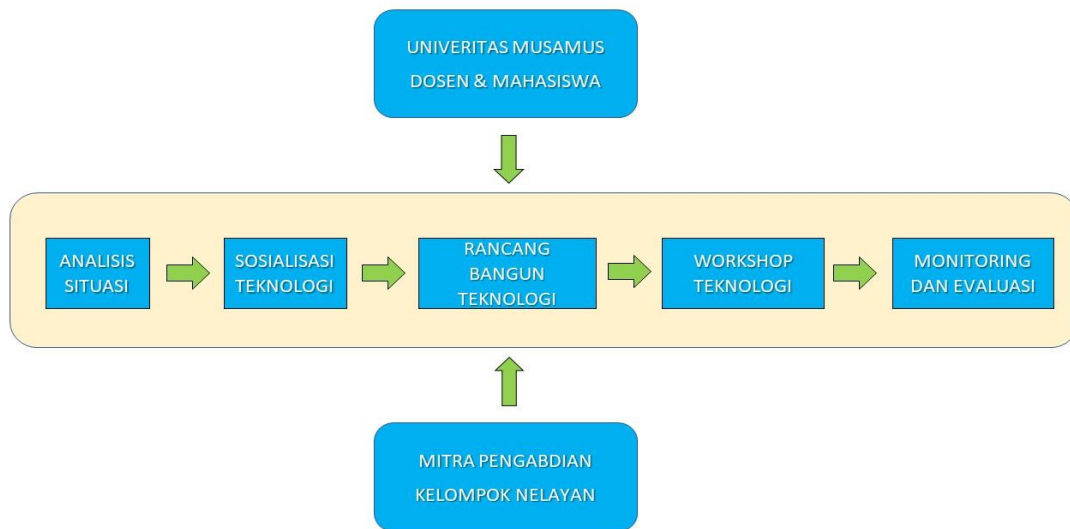 UNIVERITAS MUSAMUS
DOSEN & MAHASISWA
ANALISIS
SITUASI
SOSIALISASI
TEKNOLOGI
RANCANG
BANGUN
TEKNOLOGI
WORKSHOP
TEKNOLOGI
MONITORING
DAN EVALUASI
MITRA PENGABDIAN
KELOMPOK NELAYAN